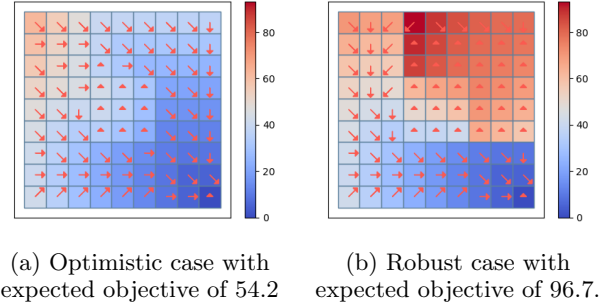 80
60
40
20
0
80
60
40
20
0
(a) Optimistic case with
expected objective of 54.2
(b) Robust case with
expected objective of 96.7.